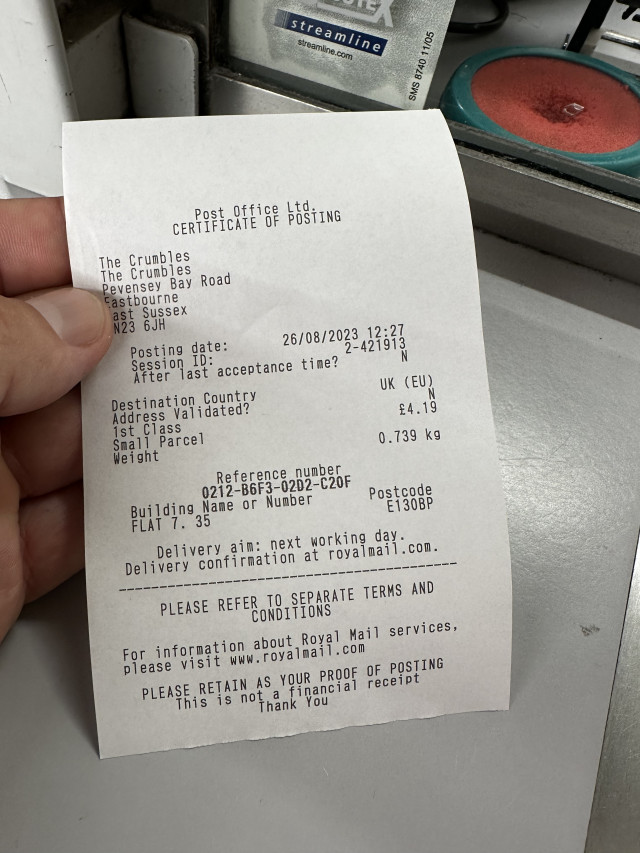 streamline
streamline.com
SMS 8740 11/05
Post Office Ltd.
CERTIFICATE OF POSTING
The Crumbles
The Crumbles
Pevensey Bay Road
Eastbourne
ast Sussex
N23 6JH
Posting date: 26/08/2023 12:27
Session ID: 2-421913
After last acceptance time? N
Destination Country UK (EU)
Address Validated? N
1st Class £4.19
Small Parcel
Weight 0.739 kg
Reference number
0212-B6F3-02D2-C20F
Building Name or Number Postcode
FLAT 7. 35 E130BP
Delivery aim: next working day.
Delivery confirmation at royalmail.com.
PLEASE REFER TO SEPARATE TERMS AND
CONDITIONS
For information about Royal Mail services,
please visit www.royalmail.com
PLEASE RETAIN AS YOUR PROOF OF POSTING
This is not a financial receipt
Thank You